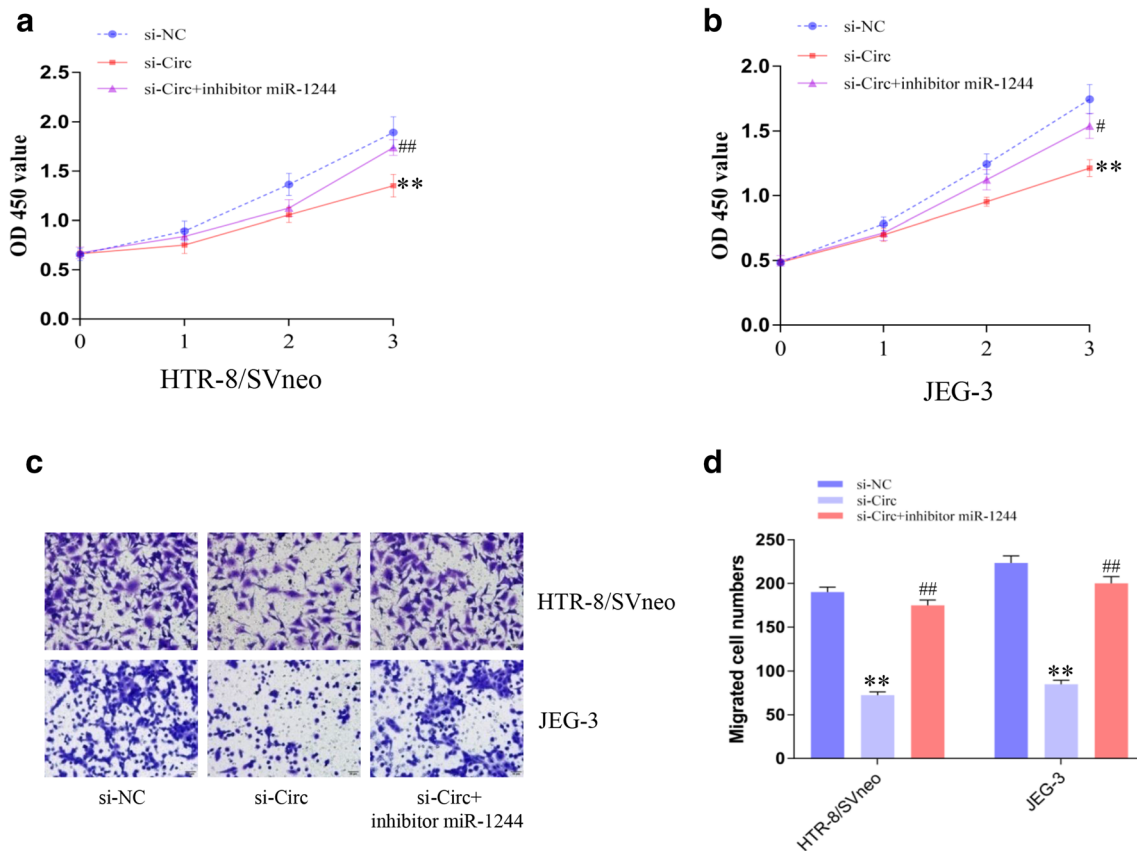 a
si-NC
si-Circ
si-Circ+inhibitor miR-1244
OD 450 value
2.5
2.0
1.5
1.0
0.5
0.0
0 1 2 3
##
**
HTR-8/SVneo
b
si-NC
si-Circ
si-Circ+inhibitor miR-1244
OD 450 value
2.0
1.5
1.0
0.5
0.0
0 1 2 3
#
**
JEG-3
c
HTR-8/SVneo
JEG-3
si-NC
si-Circ
si-Circ+
inhibitor miR-1244
d
si-NC
si-Circ
si-Circ+inhibitor miR-1244
Migrated cell numbers
250
200
150
100
50
0
**
##
**
##
HTR-8/SVneo
JEG-3